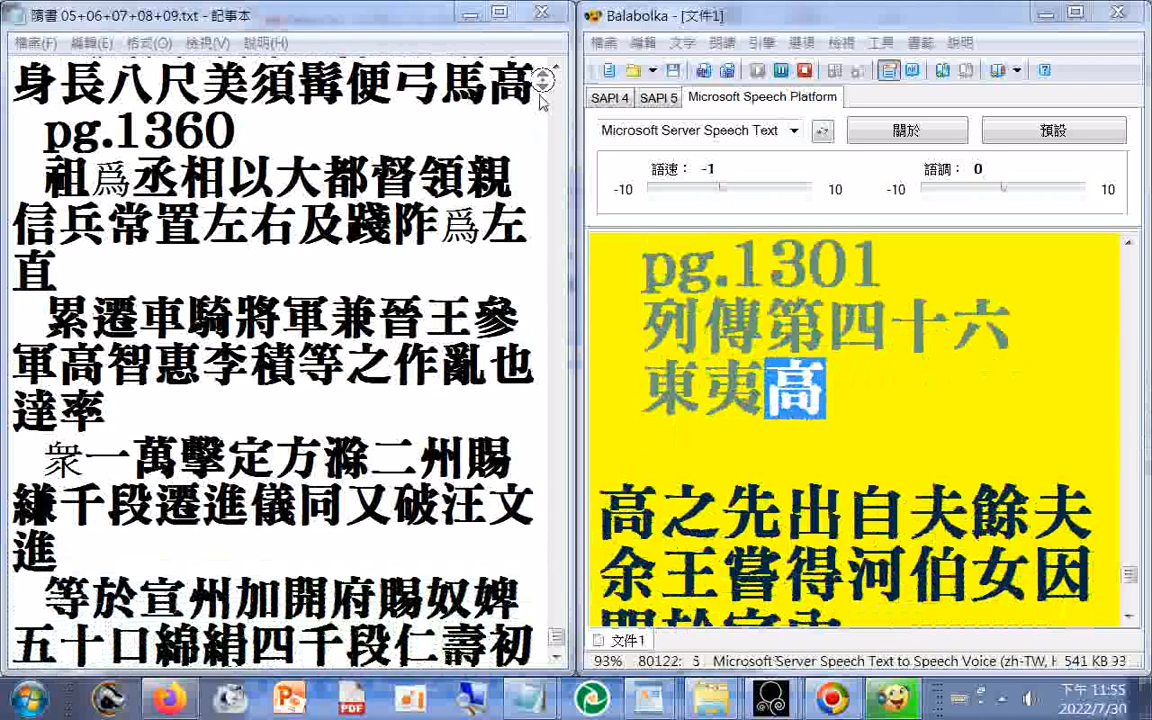 隋書 05+06+07+08+09.txt - 記事本
檔案(F) 編輯(E) 格式(O) 檢視(V) 說明(H)
身長八尺美須髯便弓馬高
pg.1360
祖爲丞相以大都督領親
信兵常置左右及踐阼爲左
直
累遷車騎將軍兼晉王參
軍高智惠李積等之作亂也
達率
衆一萬擊定方滁二州賜
縑千段遷進儀同又破汪文
進
等於宣州加開府賜奴婢
五十口綿絹四千段仁壽初
Balabolka - [文件1]
檔案 編輯 文字 朗讀 引擎 選項 檢視 工具 書籤 說明
SAPI 4 SAPI 5 Microsoft Speech Platform
Microsoft Server Speech Text 關於 預設
語速： -1 語調： 0
-10 10 -10 10
pg.1301
列傳第四十六
東夷高
高之先出自夫餘夫
余王嘗得河伯女因
文件1
93% 80122: Microsoft Server Speech Text to Speech Voice (zh-TW, 541 KB 93
下午 11:55
2022/7/30